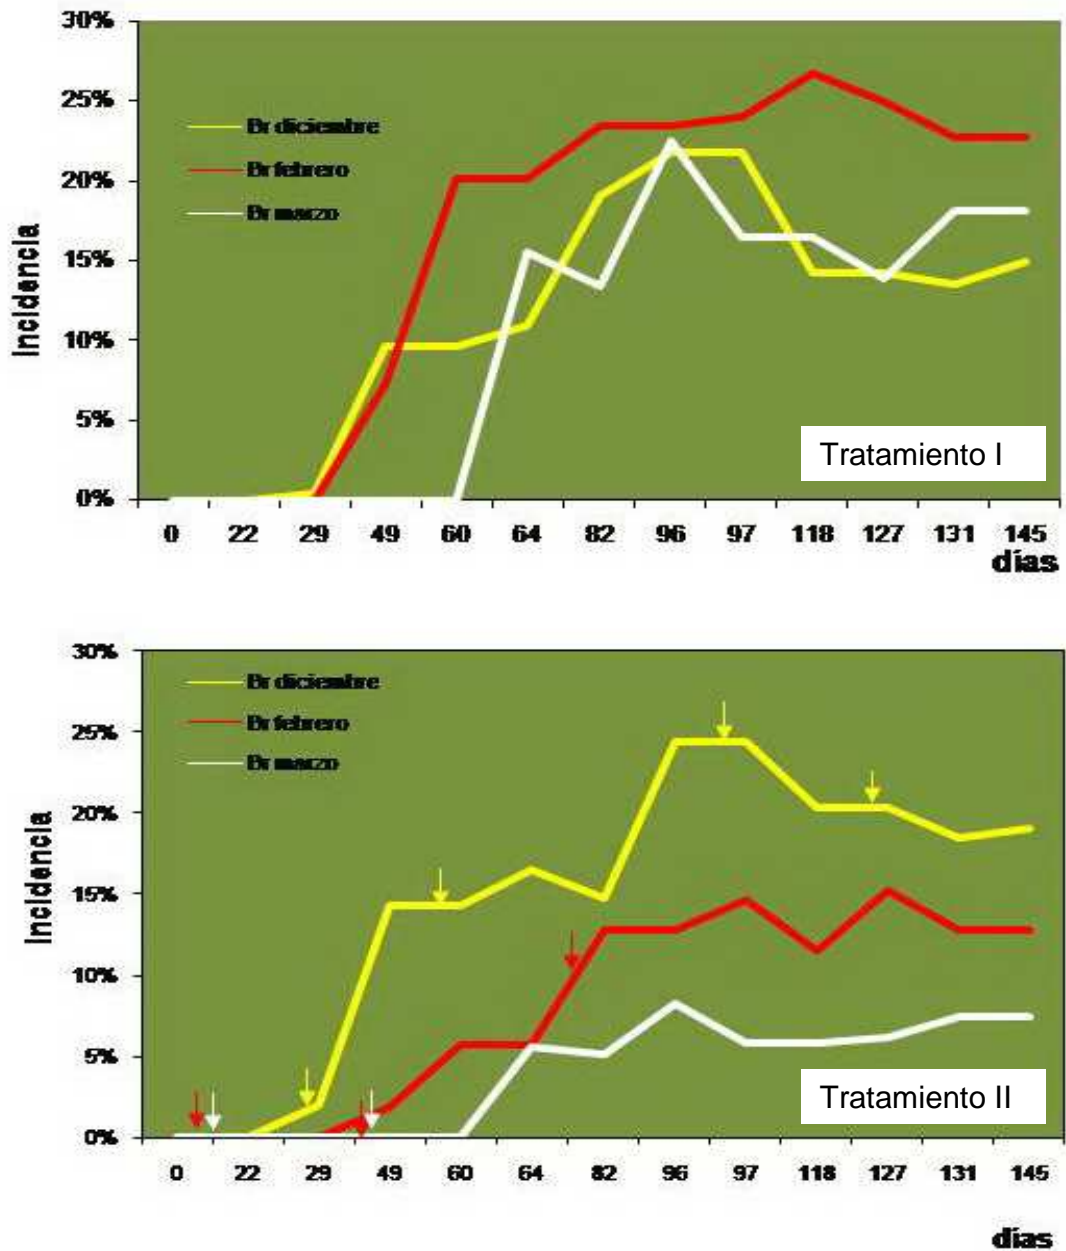 30%
25%
20%
15%
10%
5%
0%
Incidencia
Br diciembre
Br febrero
Br marzo
Tratamiento I
0 22 29 49 60 64 82 96 97 118 127 131 145
días
30%
25%
20%
15%
10%
5%
0%
Incidencia
Br diciembre
Br febrero
Br marzo
Tratamiento II
0 22 29 49 60 64 82 96 97 118 127 131 145
días